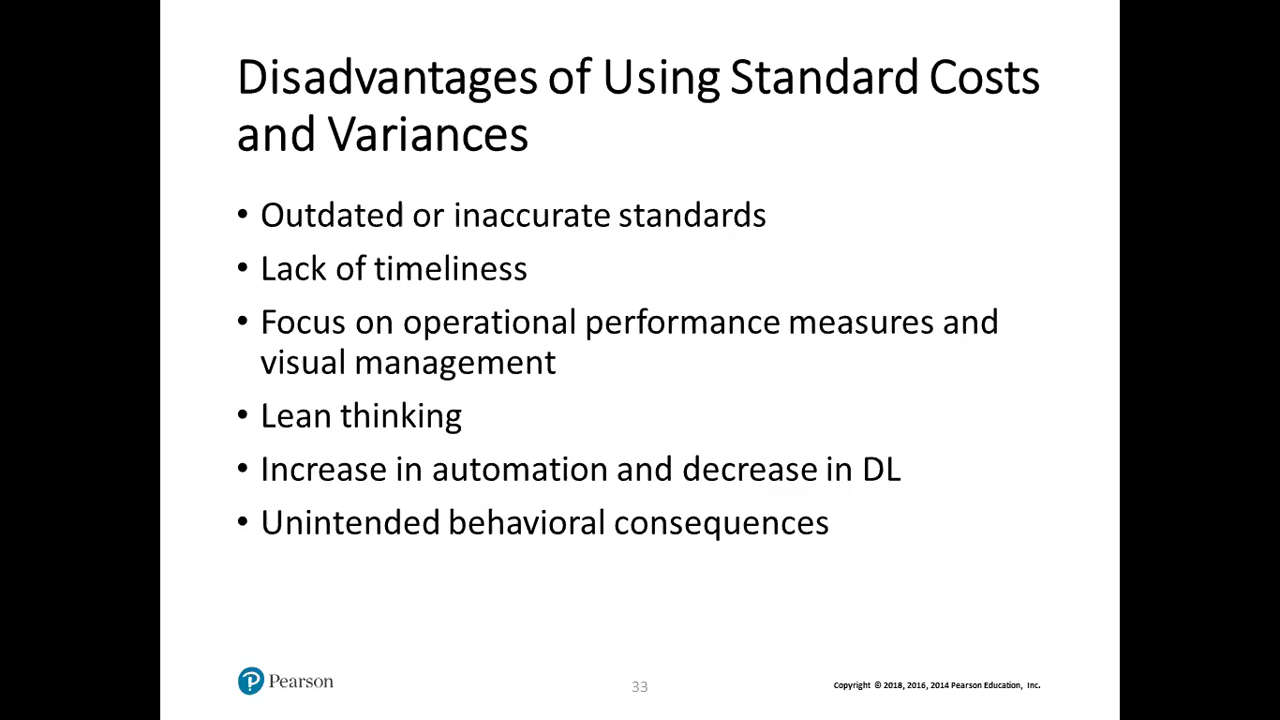 Disadvantages of Using Standard Costs
and Variances
• Outdated or inaccurate standards
• Lack of timeliness
• Focus on operational performance measures and
visual management
• Lean thinking
• Increase in automation and decrease in DL
• Unintended behavioral consequences
P Pearson
33
Copyright © 2018, 2016, 2014 Pearson Education, Inc.